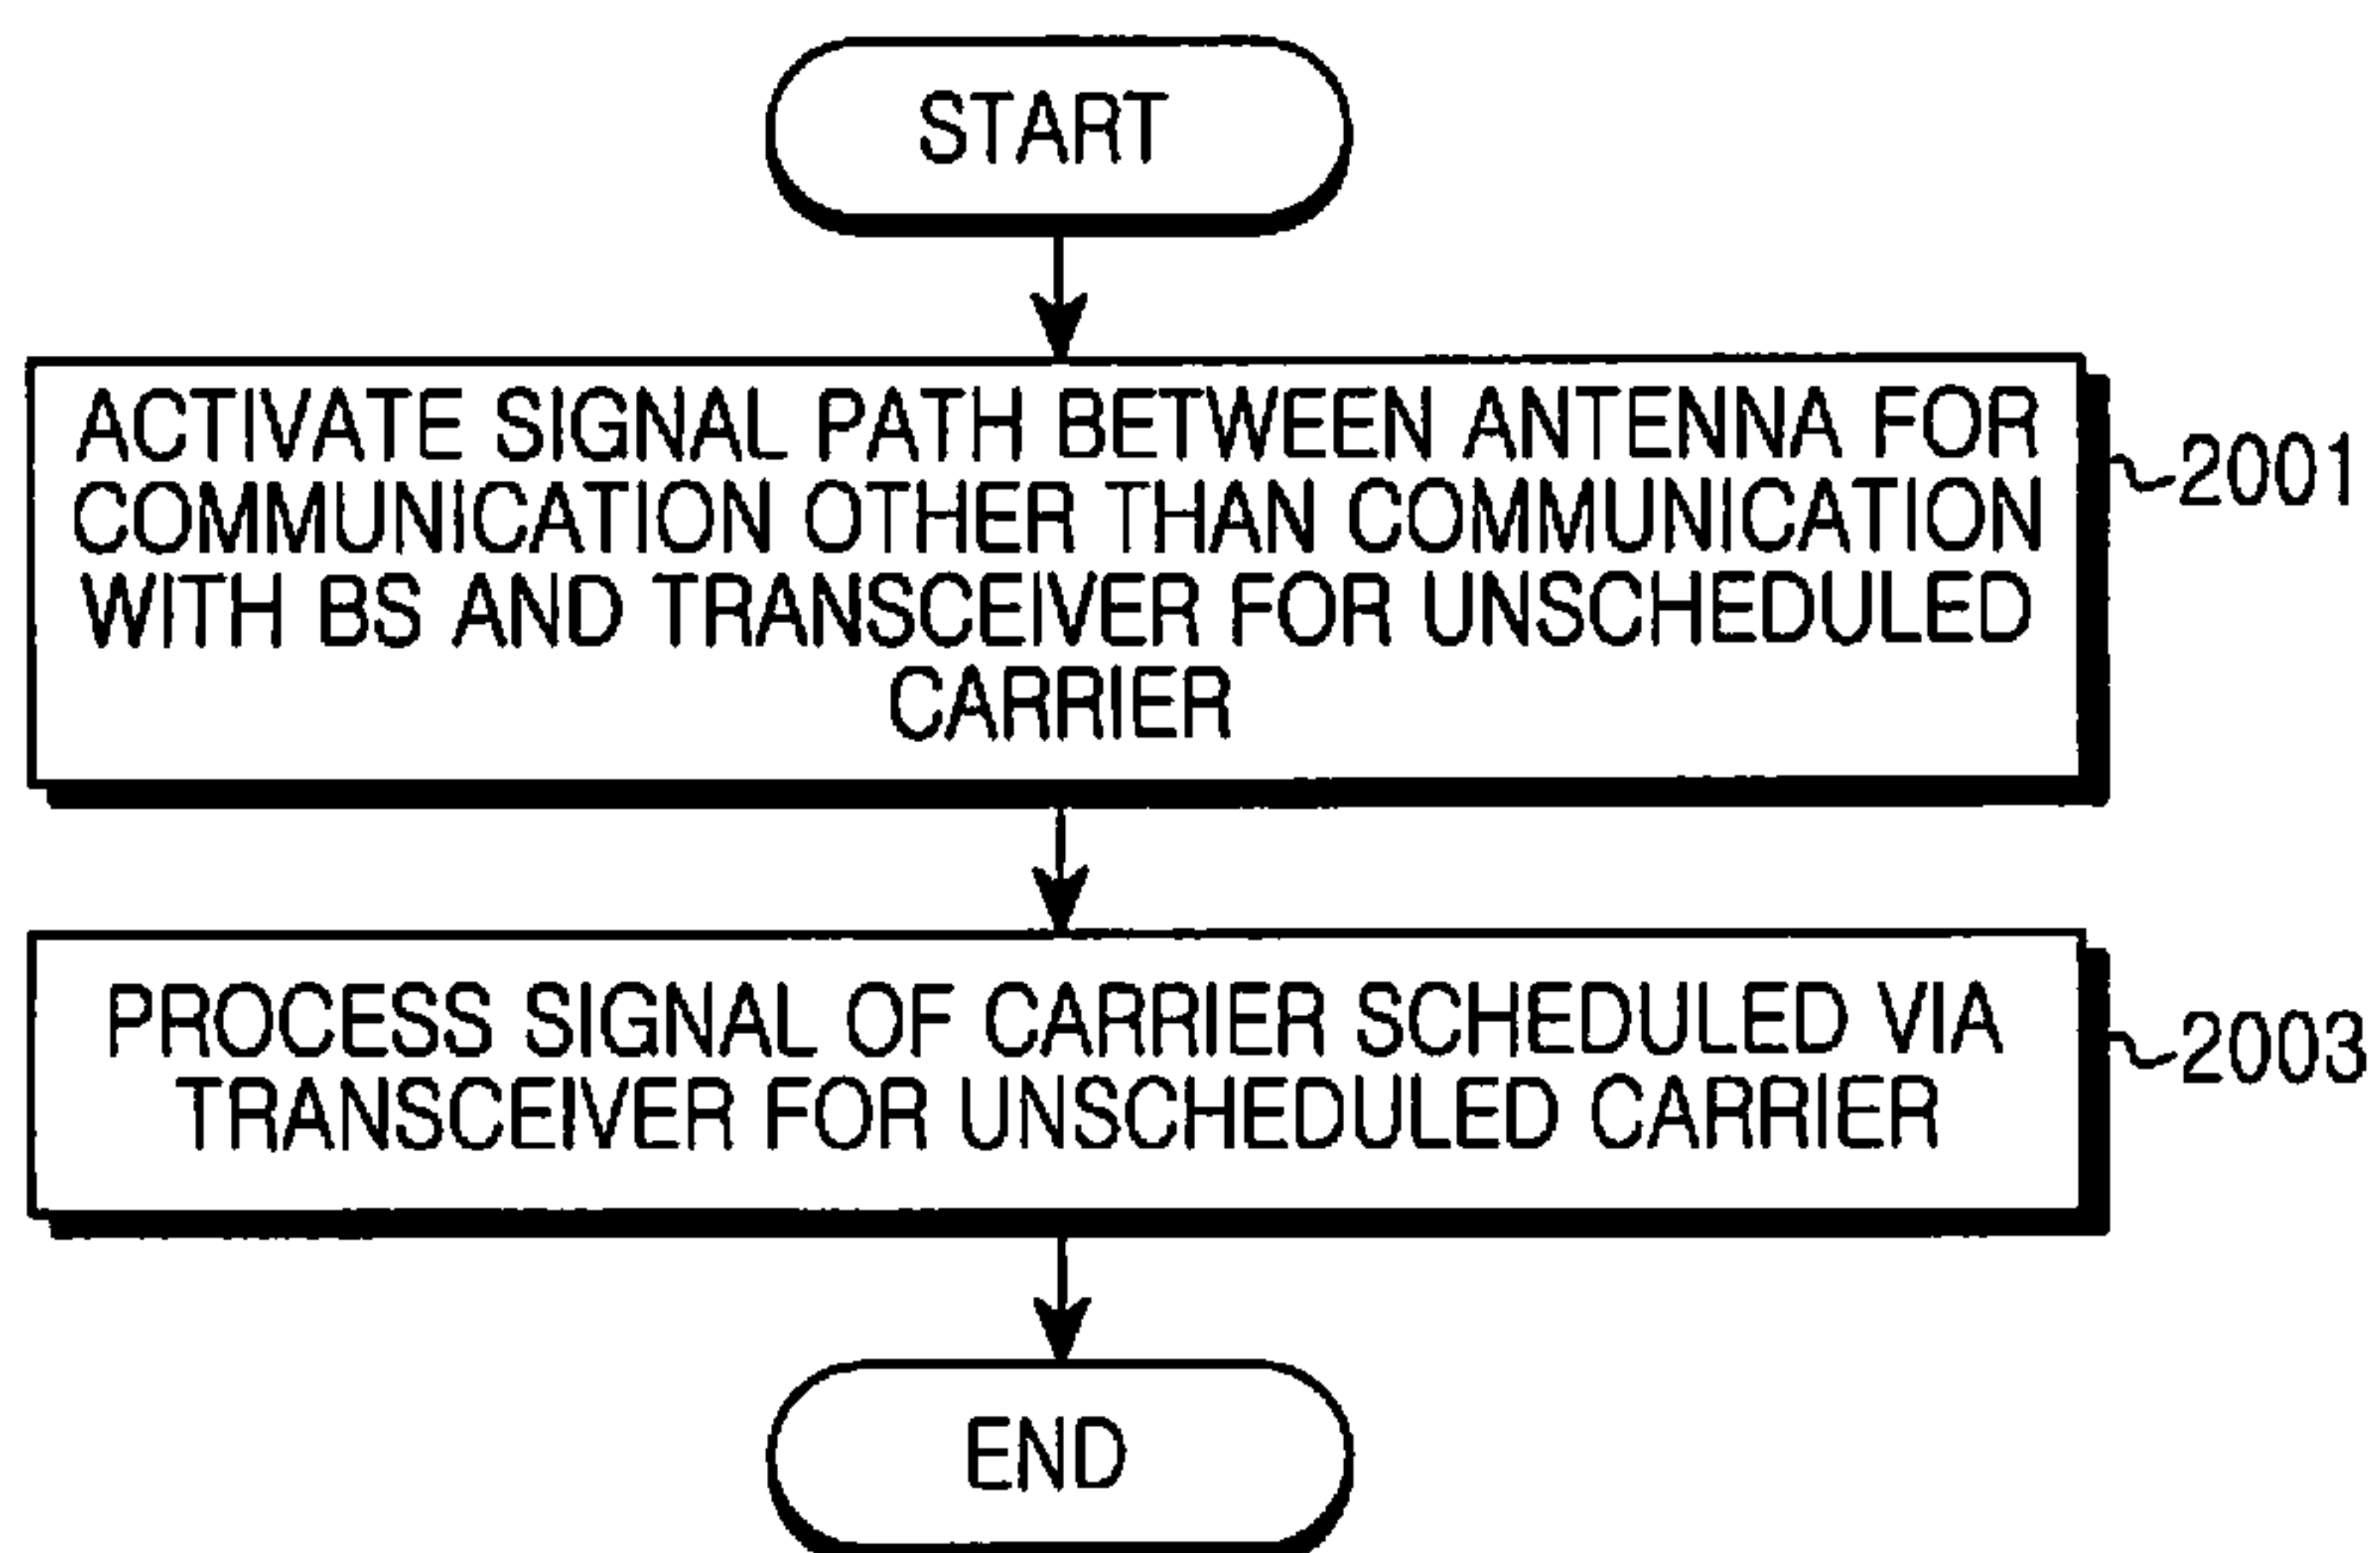 START
ACTIVATE SIGNAL PATH BETWEEN ANTENNA FOR
COMMUNICATION OTHER THAN COMMUNICATION
WITH BS AND TRANSCEIVER FOR UNSCHEDULED
CARRIER
2001
PROCESS SIGNAL OF CARRIER SCHEDULED VIA
TRANSCEIVER FOR UNSCHEDULED CARRIER
2003
END